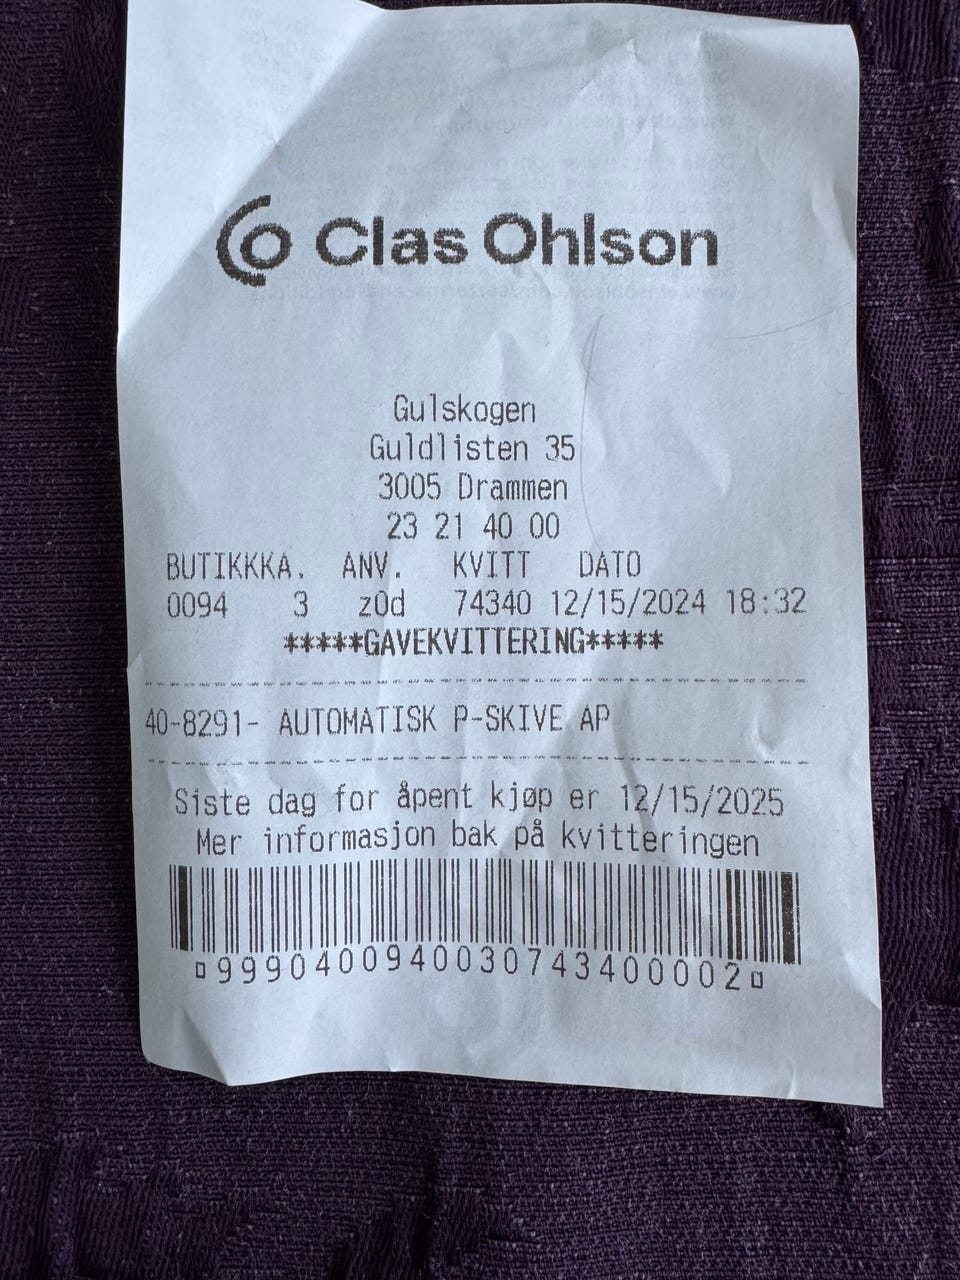 Clas Ohlson
Gulskogen
Guldlisten 35
3005 Drammen
23 21 40 00
BUTIKKKA. ANV. KVITT DATO
0094 3 z0d 74340 12/15/2024 18:32
*****GAVEKVITTERING*****
40-8291- AUTOMATISK P-SKIVE AP
Siste dag for åpent kjøp er 12/15/2025
Mer informasjon bak på kvitteringen
¤9990400940030743400002¤